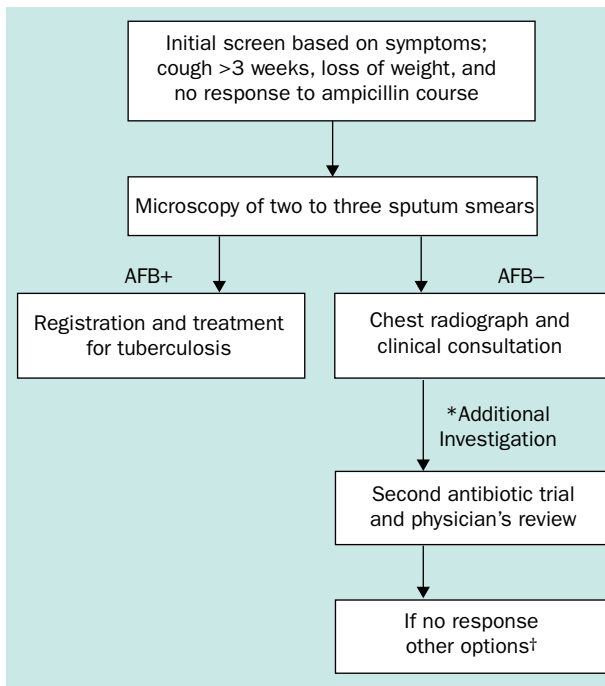 Initial screen based on symptoms;
cough >3 weeks, loss of weight, and
no response to ampicillin course
Microscopy of two to three sputum smears
AFB+
AFB–
Registration and treatment
for tuberculosis
Chest radiograph and
clinical consultation
*Additional
Investigation
Second antibiotic trial
and physician’s review
If no response
other options†